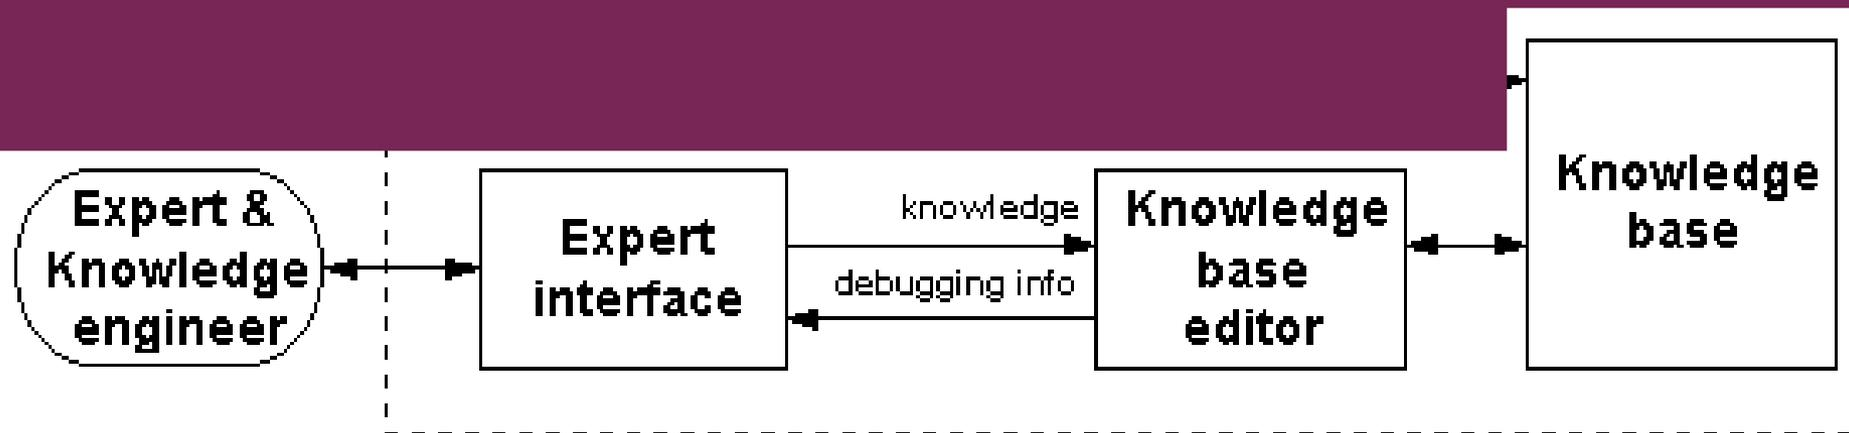 Expert &
Knowledge
engineer
Expert
interface
knowledge
debugging info
Knowledge
base
editor
Knowledge
base